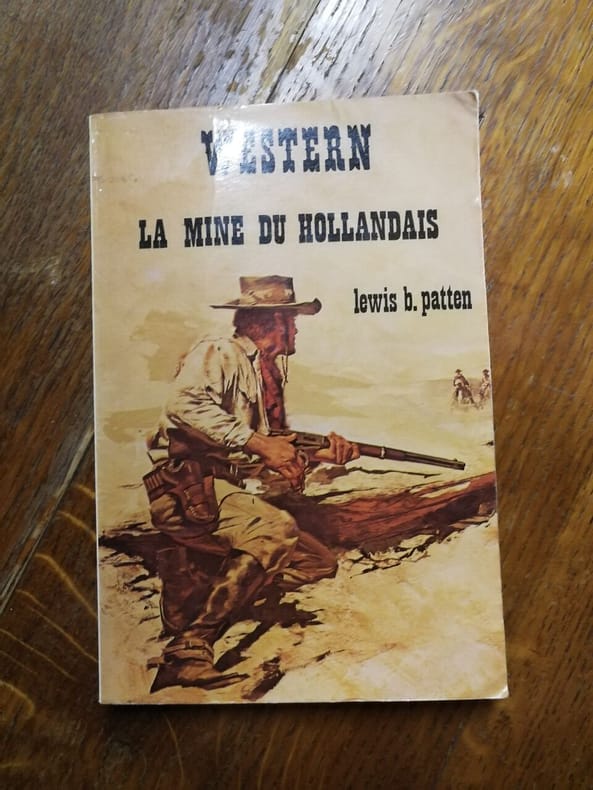 WESTERN
LA MINE DU HOLLANDAIS
lewis b. patten